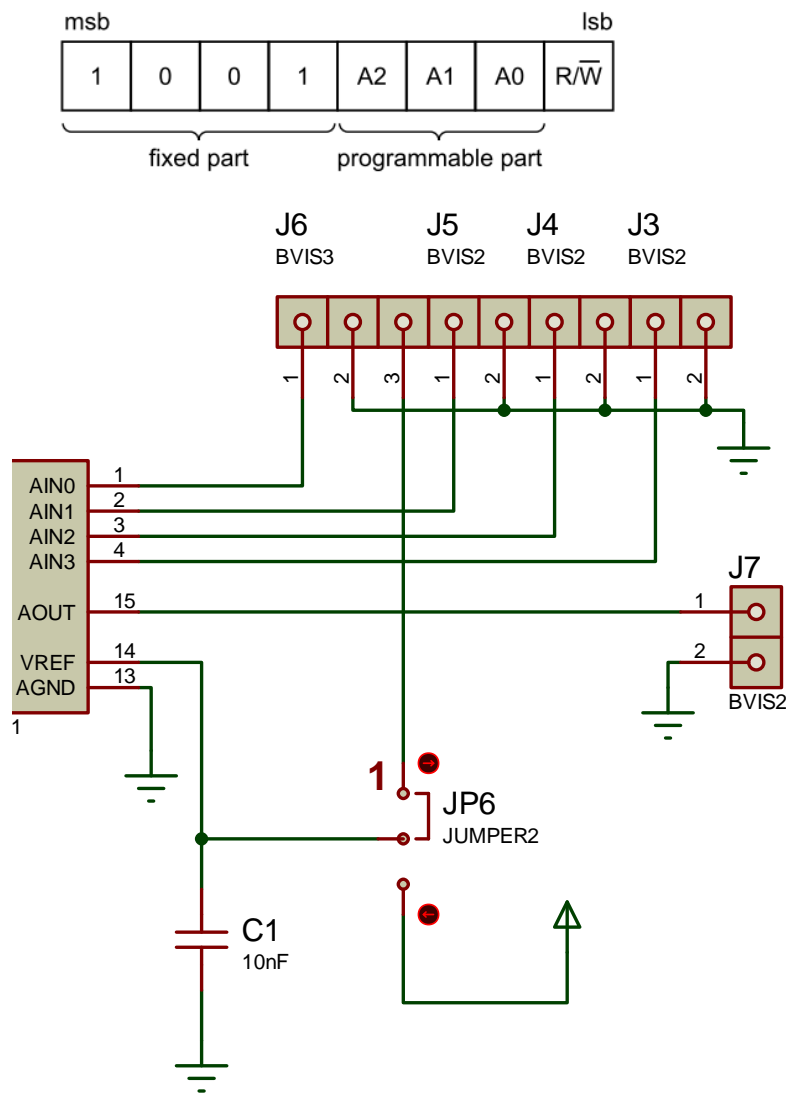 msb lsb
1 0 0 1 A2 A1 A0 R/W̅
fixed part programmable part
J6 J5 J4 J3
BVIS3 BVIS2 BVIS2 BVIS2
1 2 3 1 2 1 2 1 2
AIN0 1
AIN1 2
AIN2 3
AIN3 4
J7
AOUT 15 1
VREF 14 2
AGND 13
BVIS2
1
1
JP6
JUMPER2
C1
10nF